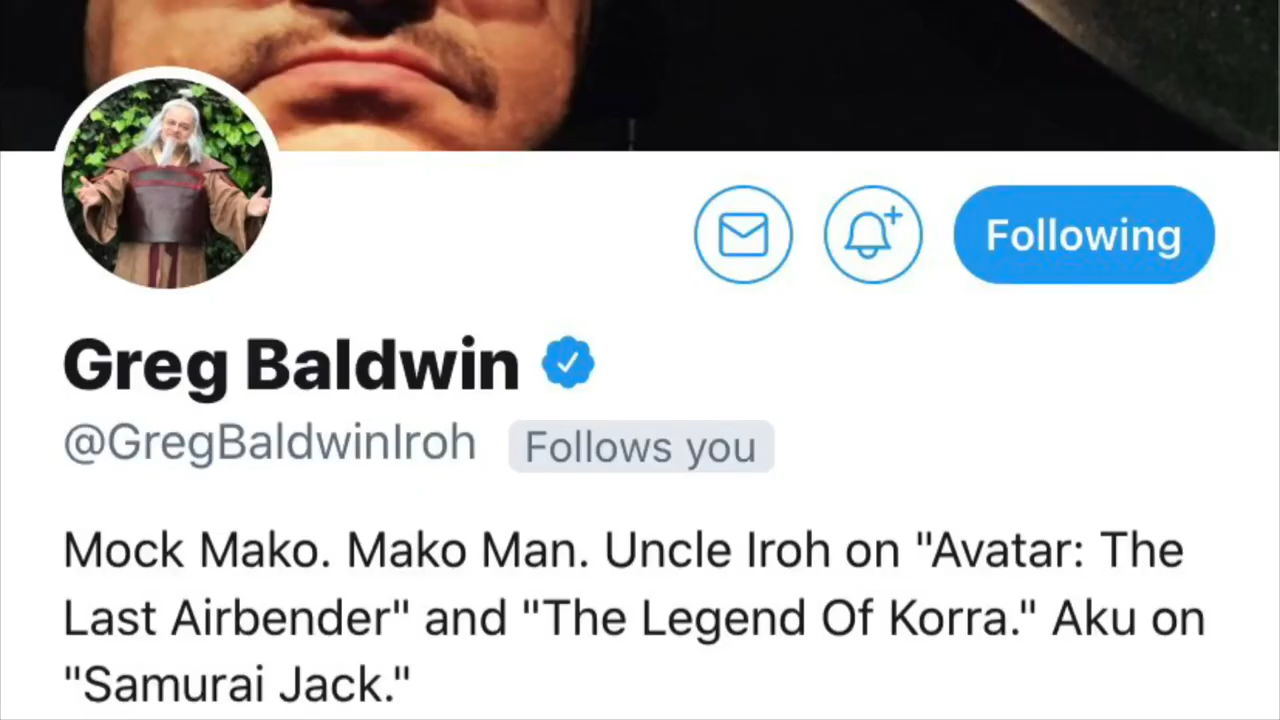 Following
Greg Baldwin
@GregBaldwinIroh Follows you
Mock Mako. Mako Man. Uncle Iroh on "Avatar: The
Last Airbender" and "The Legend Of Korra." Aku on
"Samurai Jack."